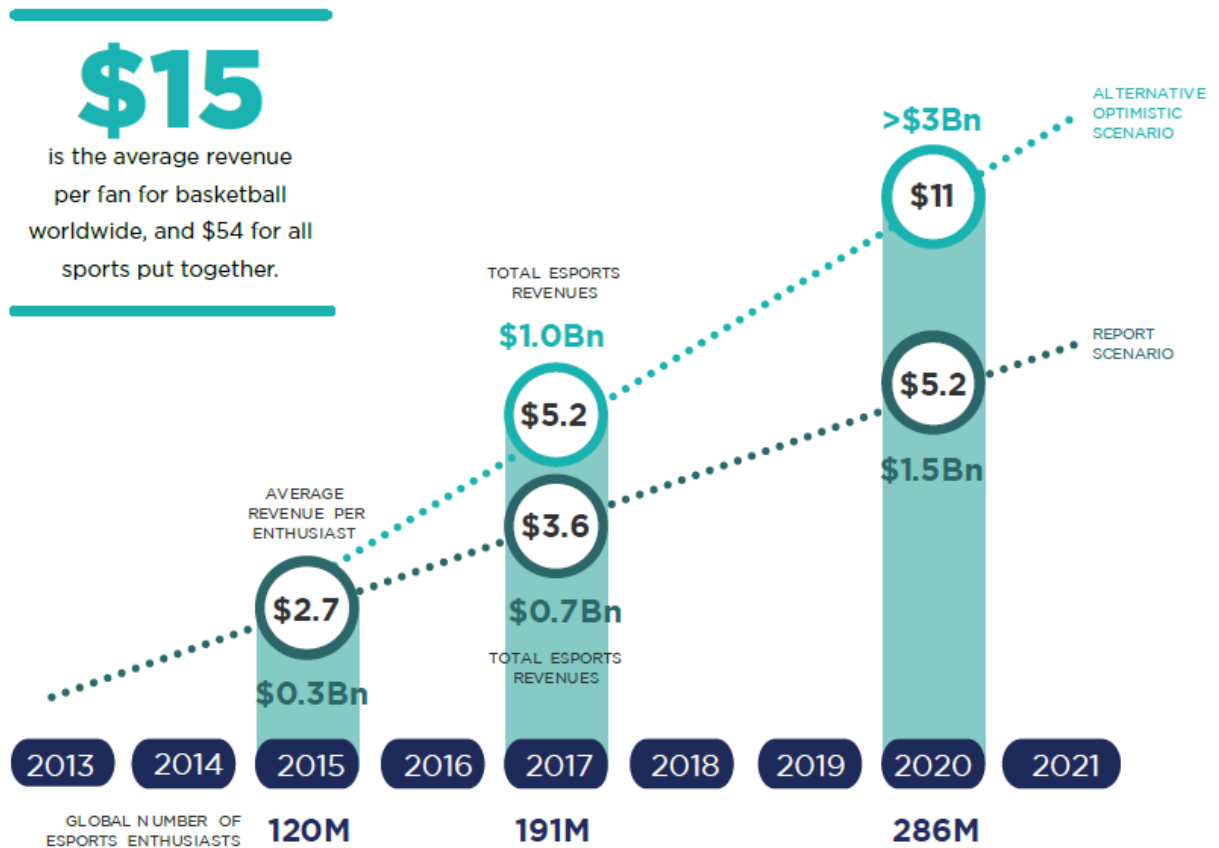 $15
is the average revenue
per fan for basketball
worldwide, and $54 for all
sports put together.
ALTERNATIVE
OPTIMISTIC
SCENARIO
>$3Bn
$11
TOTAL ESPORTS
REVENUES
$1.0Bn
REPORT
SCENARIO
$5.2
$5.2
$1.5Bn
AVERAGE
REVENUE PER
ENTHUSIAST
$3.6
$2.7
$0.7Bn
TOTAL ESPORTS
REVENUES
$0.3Bn
2013 2014 2015 2016 2017 2018 2019 2020 2021
GLOBAL NUMBER OF
ESPORTS ENTHUSIASTS
120M 191M 286M